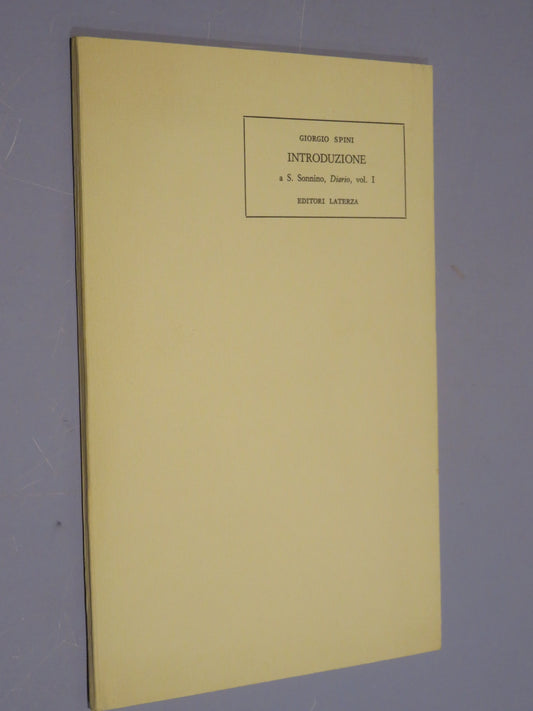 GIORGIO SPINI
INTRODUZIONE
a S. Sonnino, Diario, vol. I
EDITORI LATERZA